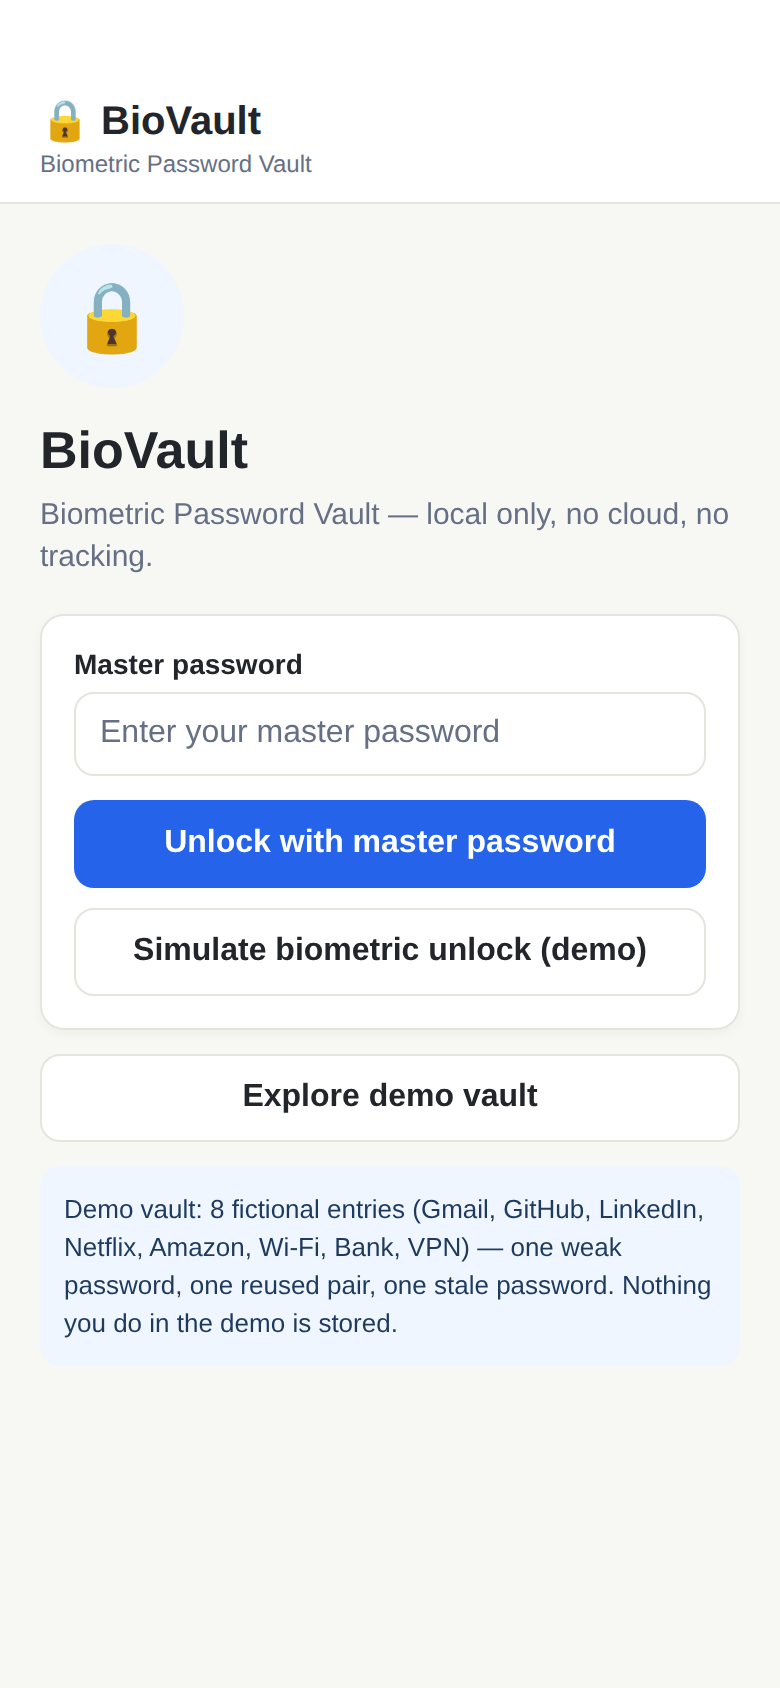 BioVault
Biometric Password Vault
BioVault
Biometric Password Vault — local only, no cloud, no
tracking.
Master password
Enter your master password
Unlock with master password
Simulate biometric unlock (demo)
Explore demo vault
Demo vault: 8 fictional entries (Gmail, GitHub, LinkedIn,
Netflix, Amazon, Wi-Fi, Bank, VPN) — one weak
password, one reused pair, one stale password. Nothing
you do in the demo is stored.